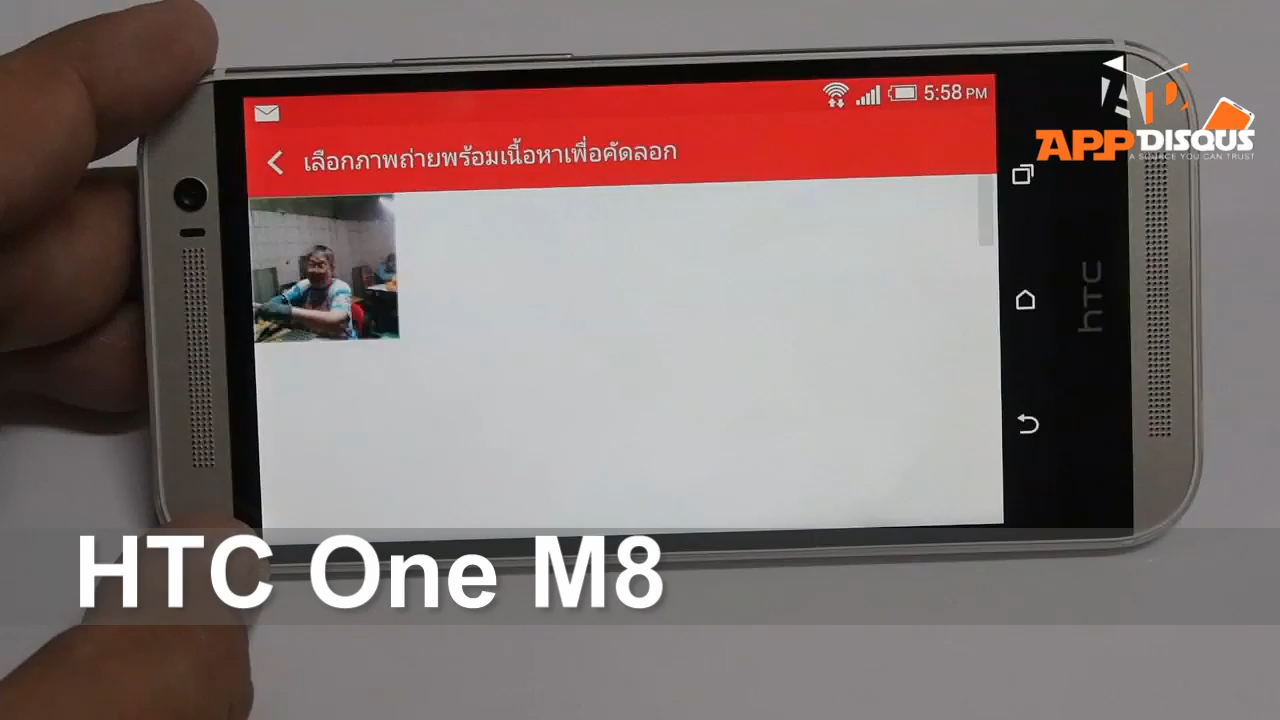 5:58 PM
เลือกภาพถ่ายพร้อมเนื้อหาเพื่อคัดลอก
APPDISQUS
A SOURCE YOU CAN TRUST
hTC
HTC One M8